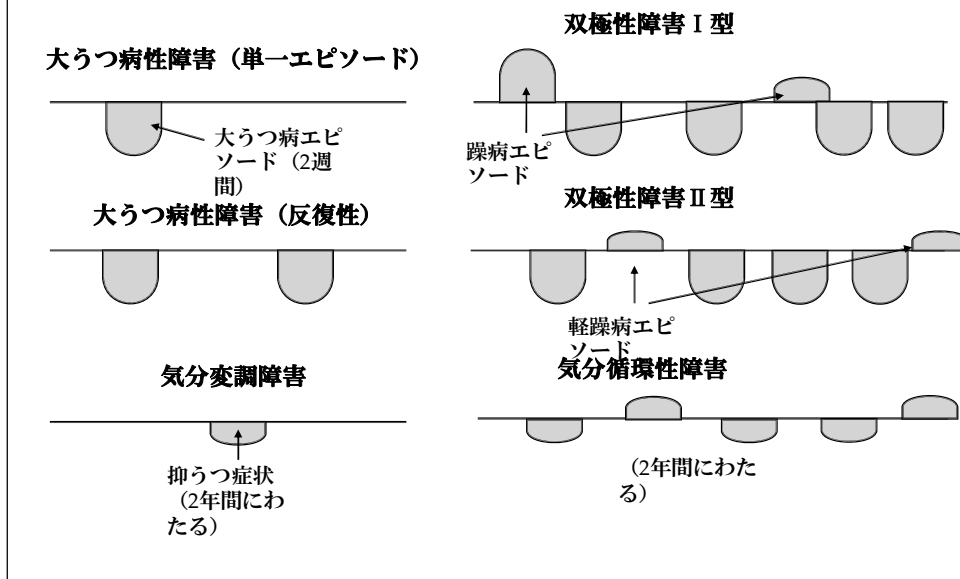 大うつ病性障害（単一エピソード）
大うつ病エピ
ソード（2週
間）
大うつ病性障害（反復性）
気分変調障害
抑うつ症状
（2年間にわ
たる）
双極性障害Ⅰ型
躁病エピ
ソード
双極性障害Ⅱ型
軽躁病エピ
ソード
気分循環性障害
（2年間にわた
る）